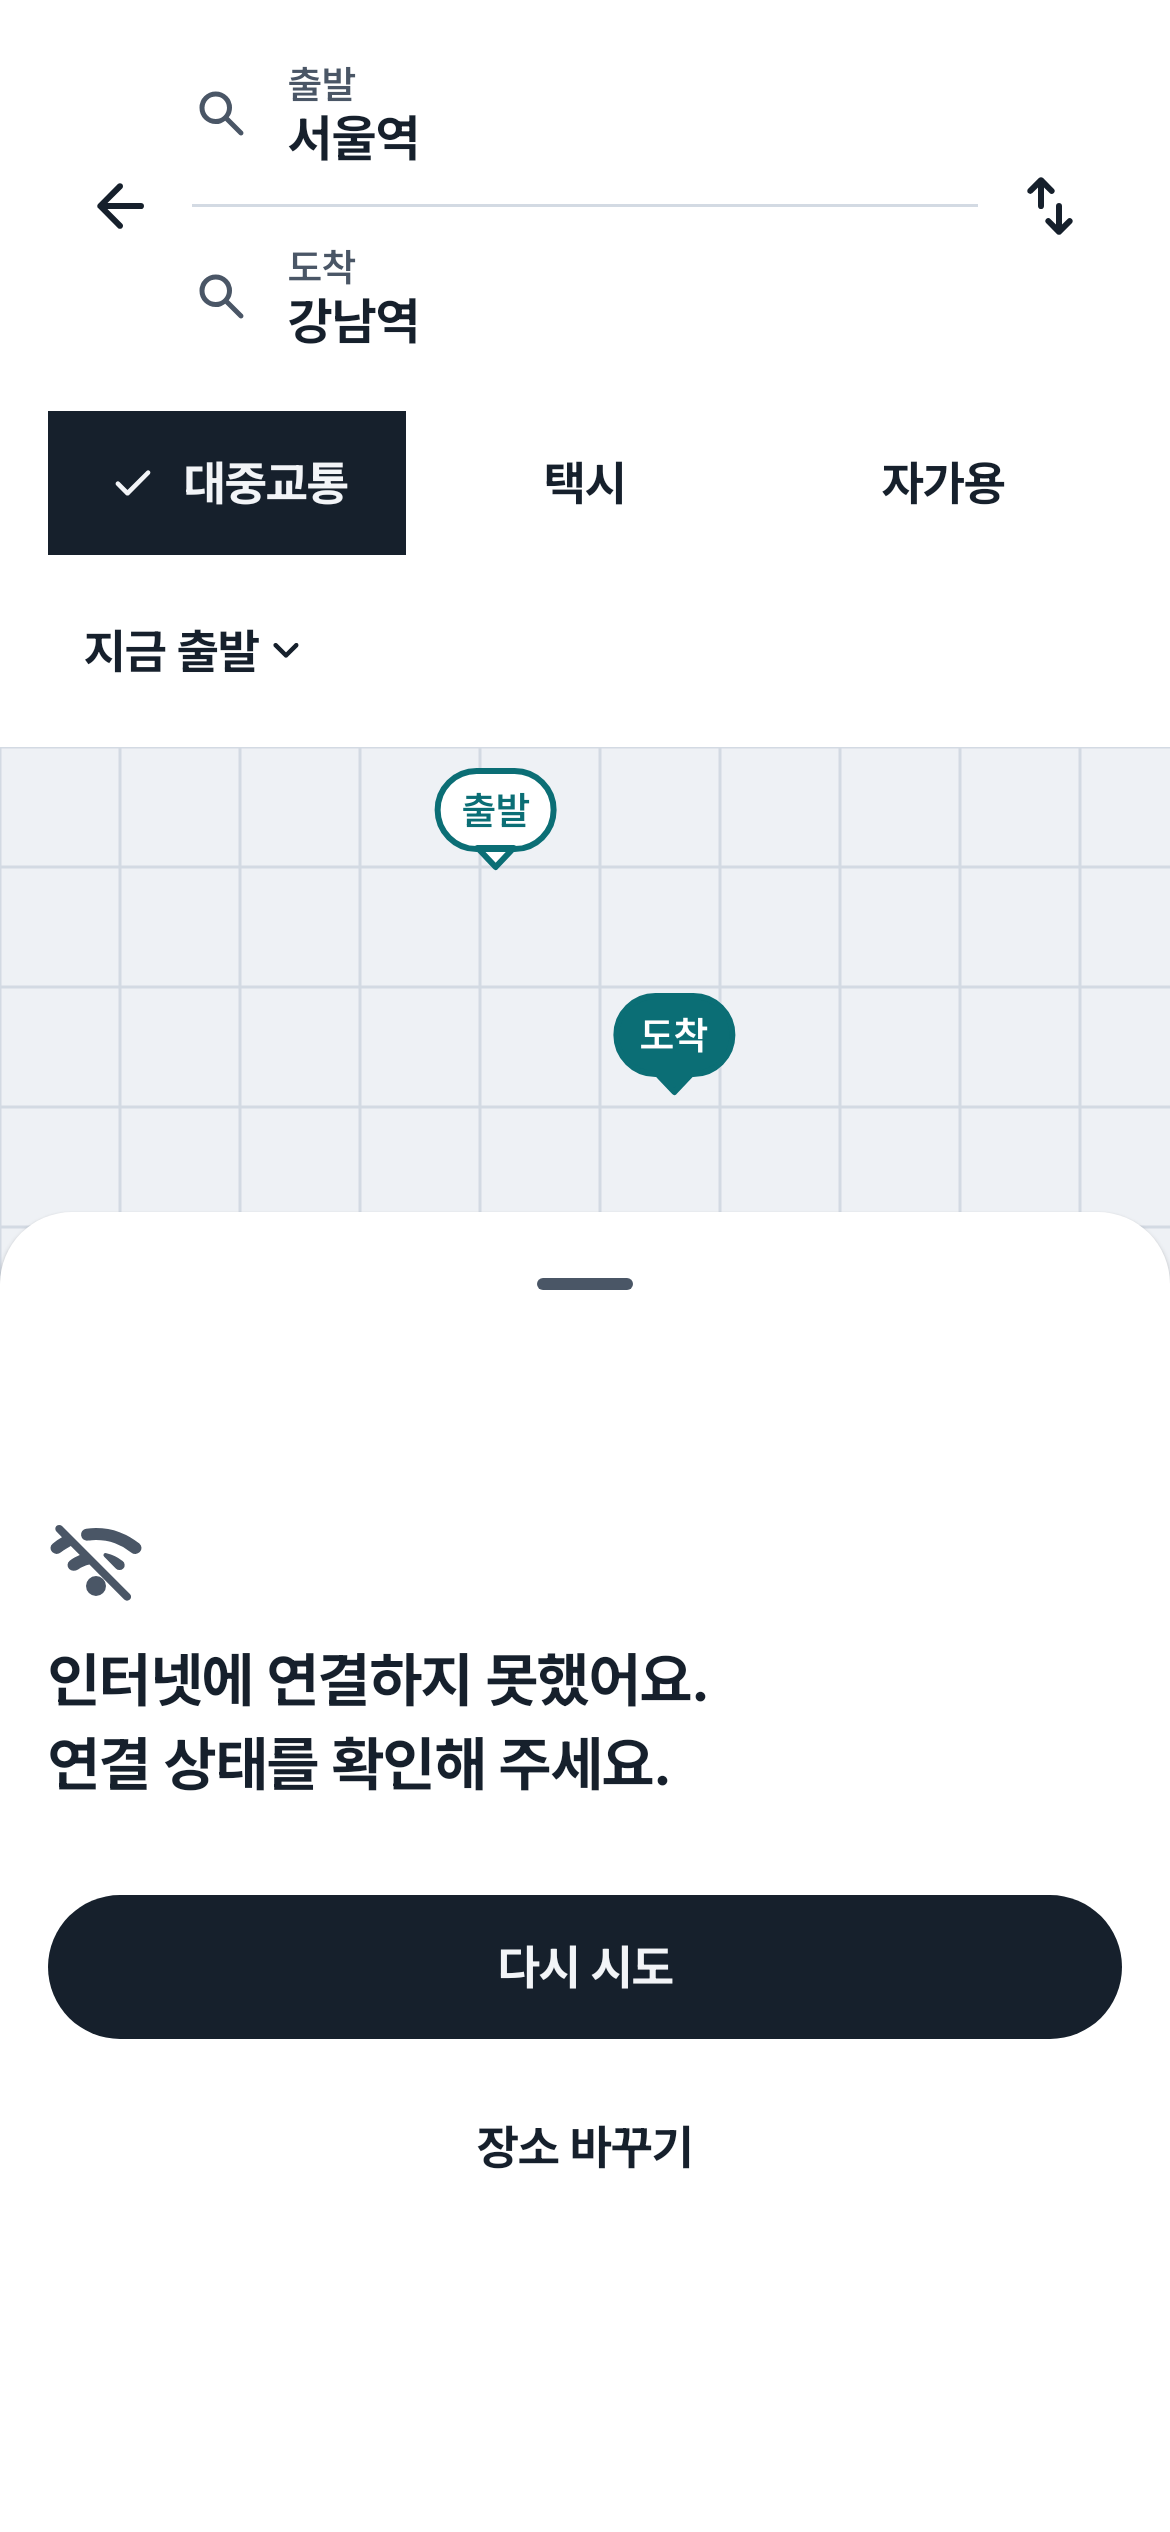 출발
서울역
도착
강남역
대중교통
택시
자가용
지금 출발
출발
도착
인터넷에 연결하지 못했어요.
연결 상태를 확인해 주세요.
다시 시도
장소 바꾸기